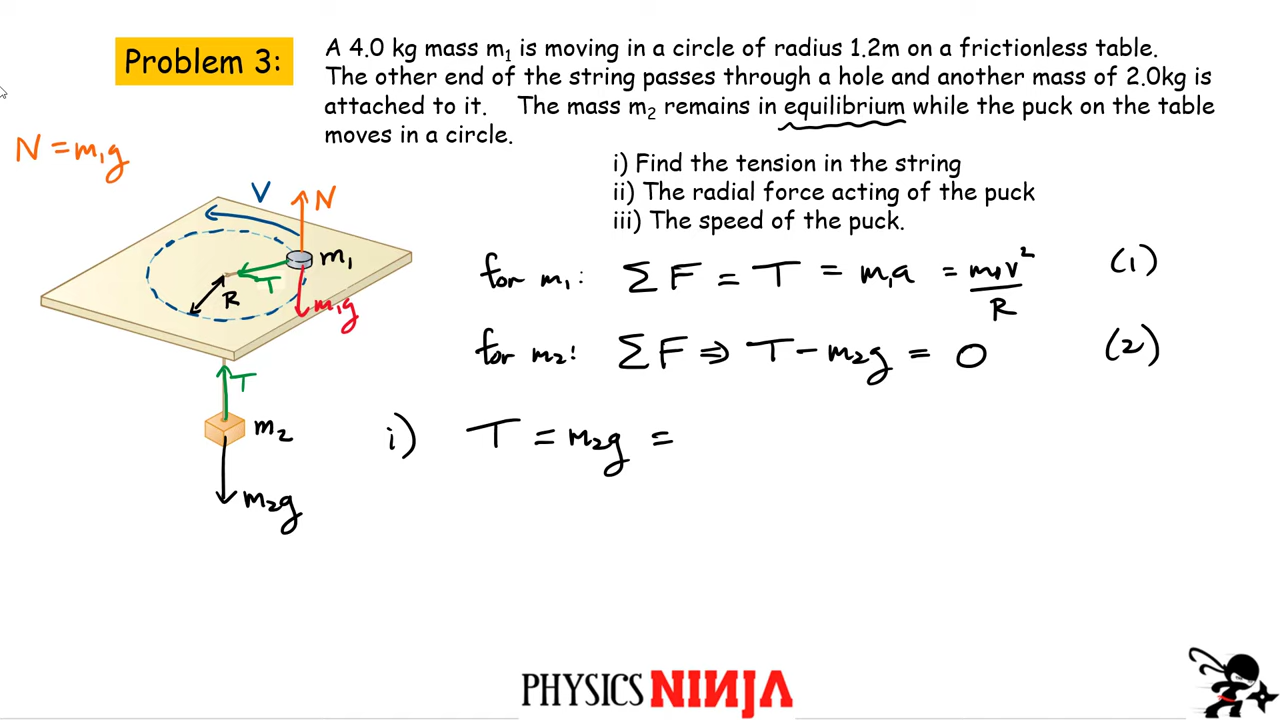 Problem 3:
A 4.0 kg mass m₁ is moving in a circle of radius 1.2m on a frictionless table.
The other end of the string passes through a hole and another mass of 2.0kg is
attached to it. The mass m₂ remains in equilibrium while the puck on the table
moves in a circle.
i) Find the tension in the string
ii) The radial force acting of the puck
iii) The speed of the puck.
N = m₁g
V
N
m₁
T
R
m₁g
T
m₂
m₂g
for m₁: ΣF = T = m₁a = m₁v²/R (1)
for m₂: ΣF ⇒ T - m₂g = 0 (2)
i) T = m₂g =
PHYSICS NINJA